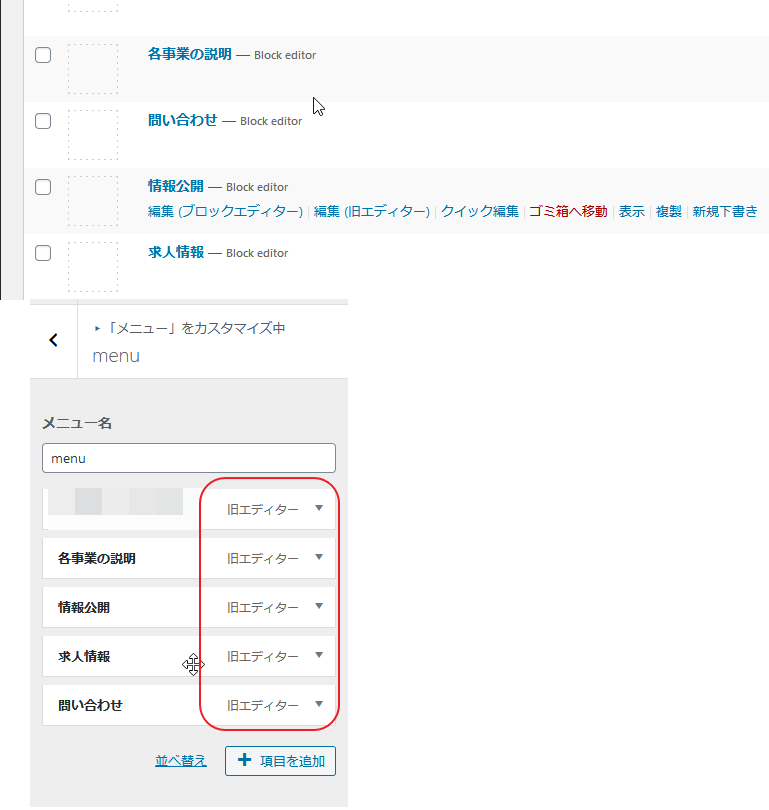 各事業の説明 — Block editor
問い合わせ — Block editor
情報公開 — Block editor
編集 (ブロックエディター) | 編集 (旧エディター) | クイック編集 | ゴミ箱へ移動 | 表示 | 複製 | 新規下書き
求人情報 — Block editor
▸「メニュー」をカスタマイズ中
menu
メニュー名
menu
旧エディター
各事業の説明 旧エディター
情報公開 旧エディター
求人情報 旧エディター
問い合わせ 旧エディター
並べ替え + 項目を追加